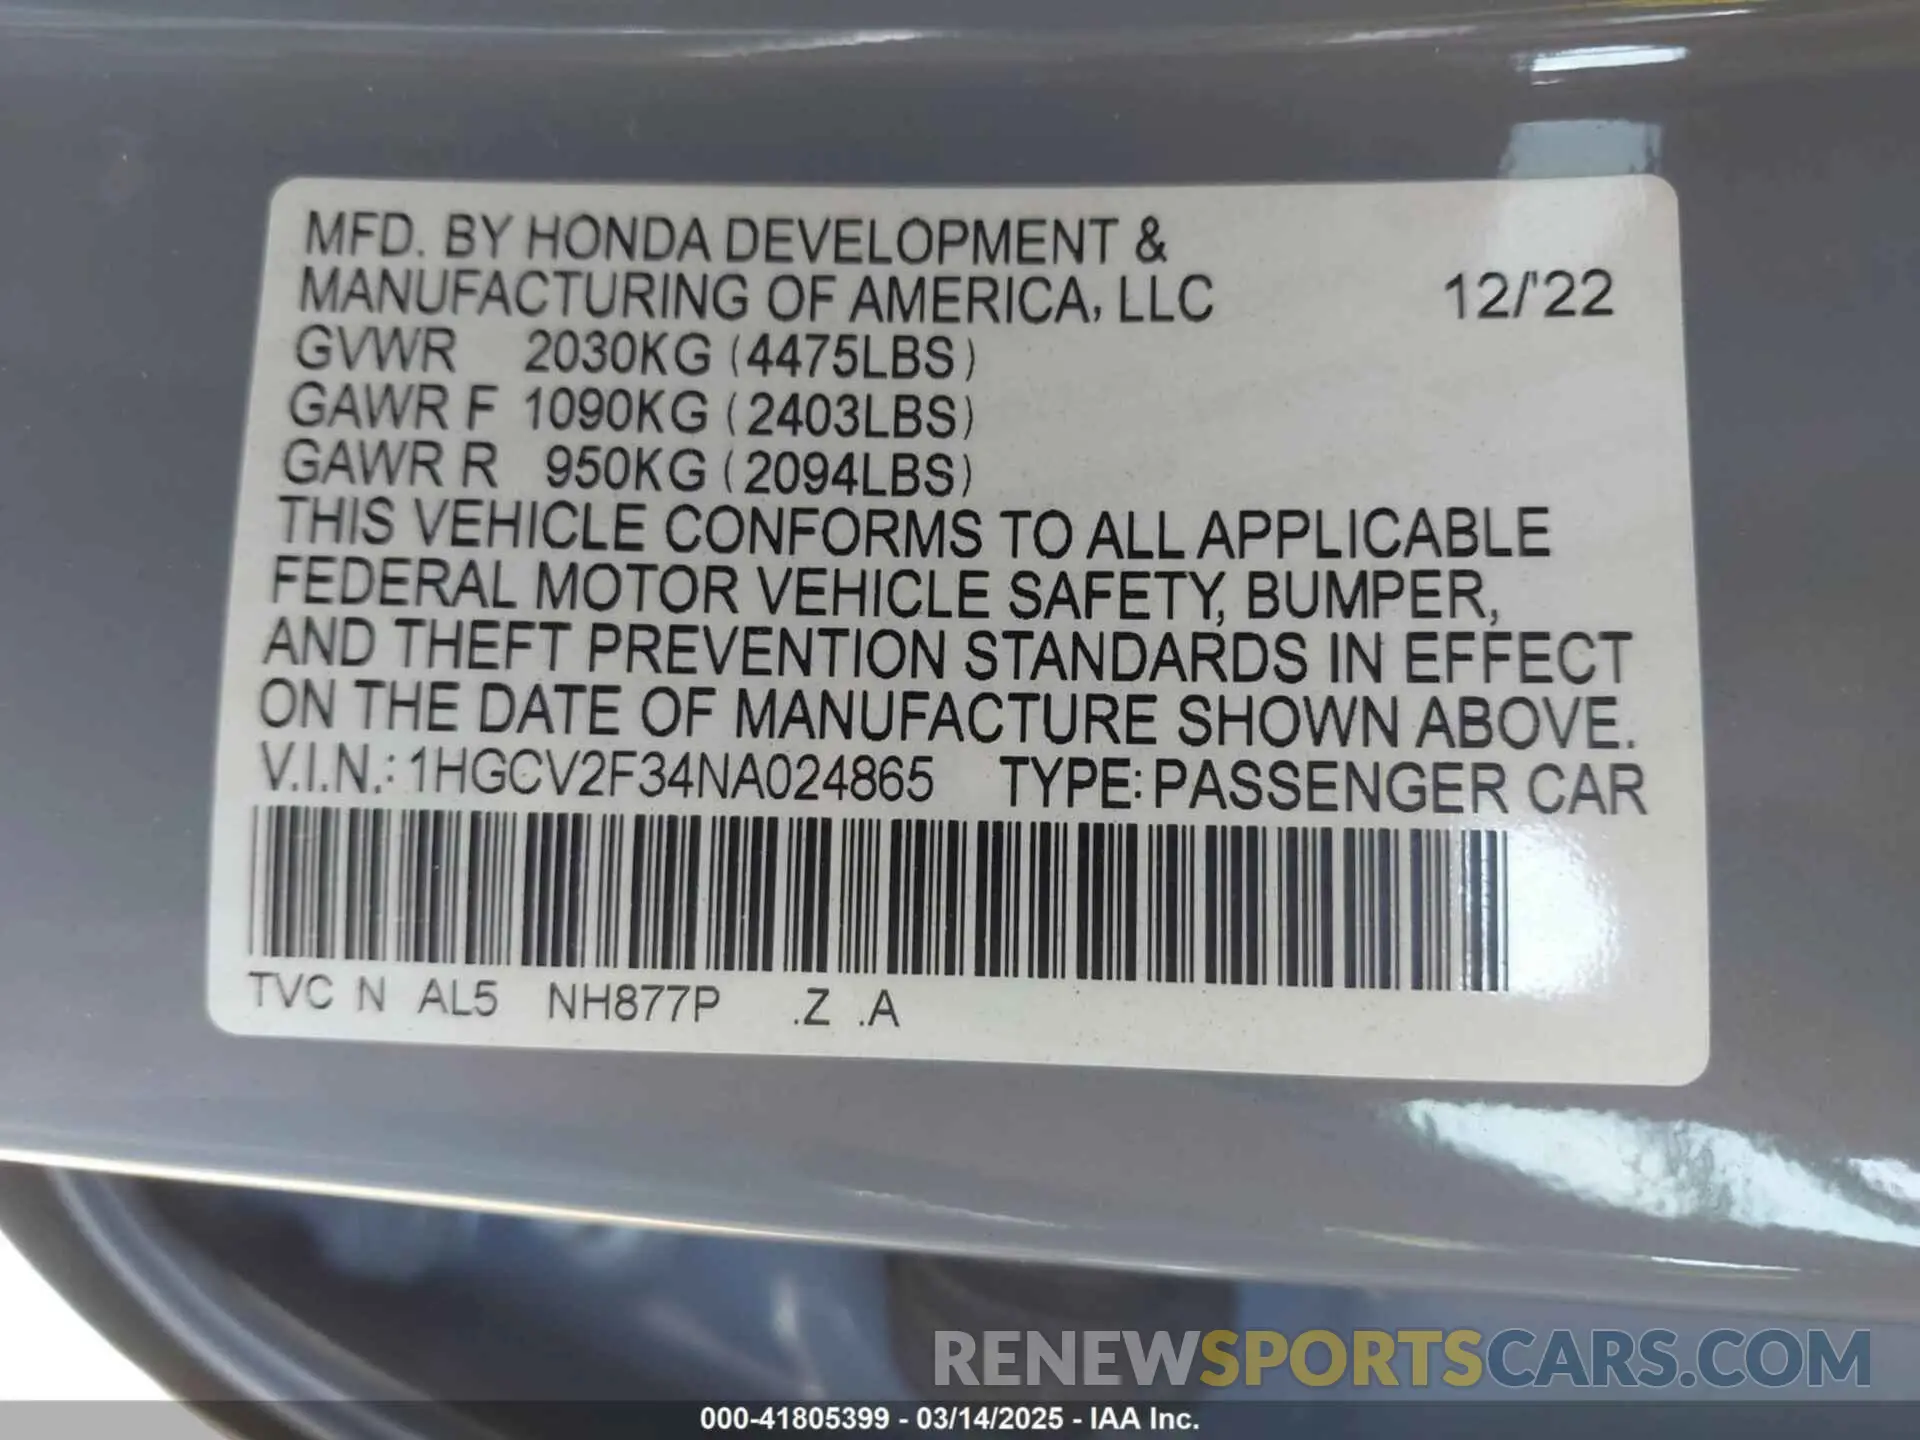 MFD. BY HONDA DEVELOPMENT &
MANUFACTURING OF AMERICA, LLC 12/'22
GVWR 2030KG (4475LBS)
GAWR F 1090KG (2403LBS)
GAWR R 950KG (2094LBS)
THIS VEHICLE CONFORMS TO ALL APPLICABLE
FEDERAL MOTOR VEHICLE SAFETY, BUMPER,
AND THEFT PREVENTION STANDARDS IN EFFECT
ON THE DATE OF MANUFACTURE SHOWN ABOVE.
V.I.N.: 1HGCV2F34NA024865 TYPE: PASSENGER CAR
TVC N AL5 NH877P .Z .A
RENEWSPORTSCARS.COM
000-41805399 - 03/14/2025 - IAA Inc.